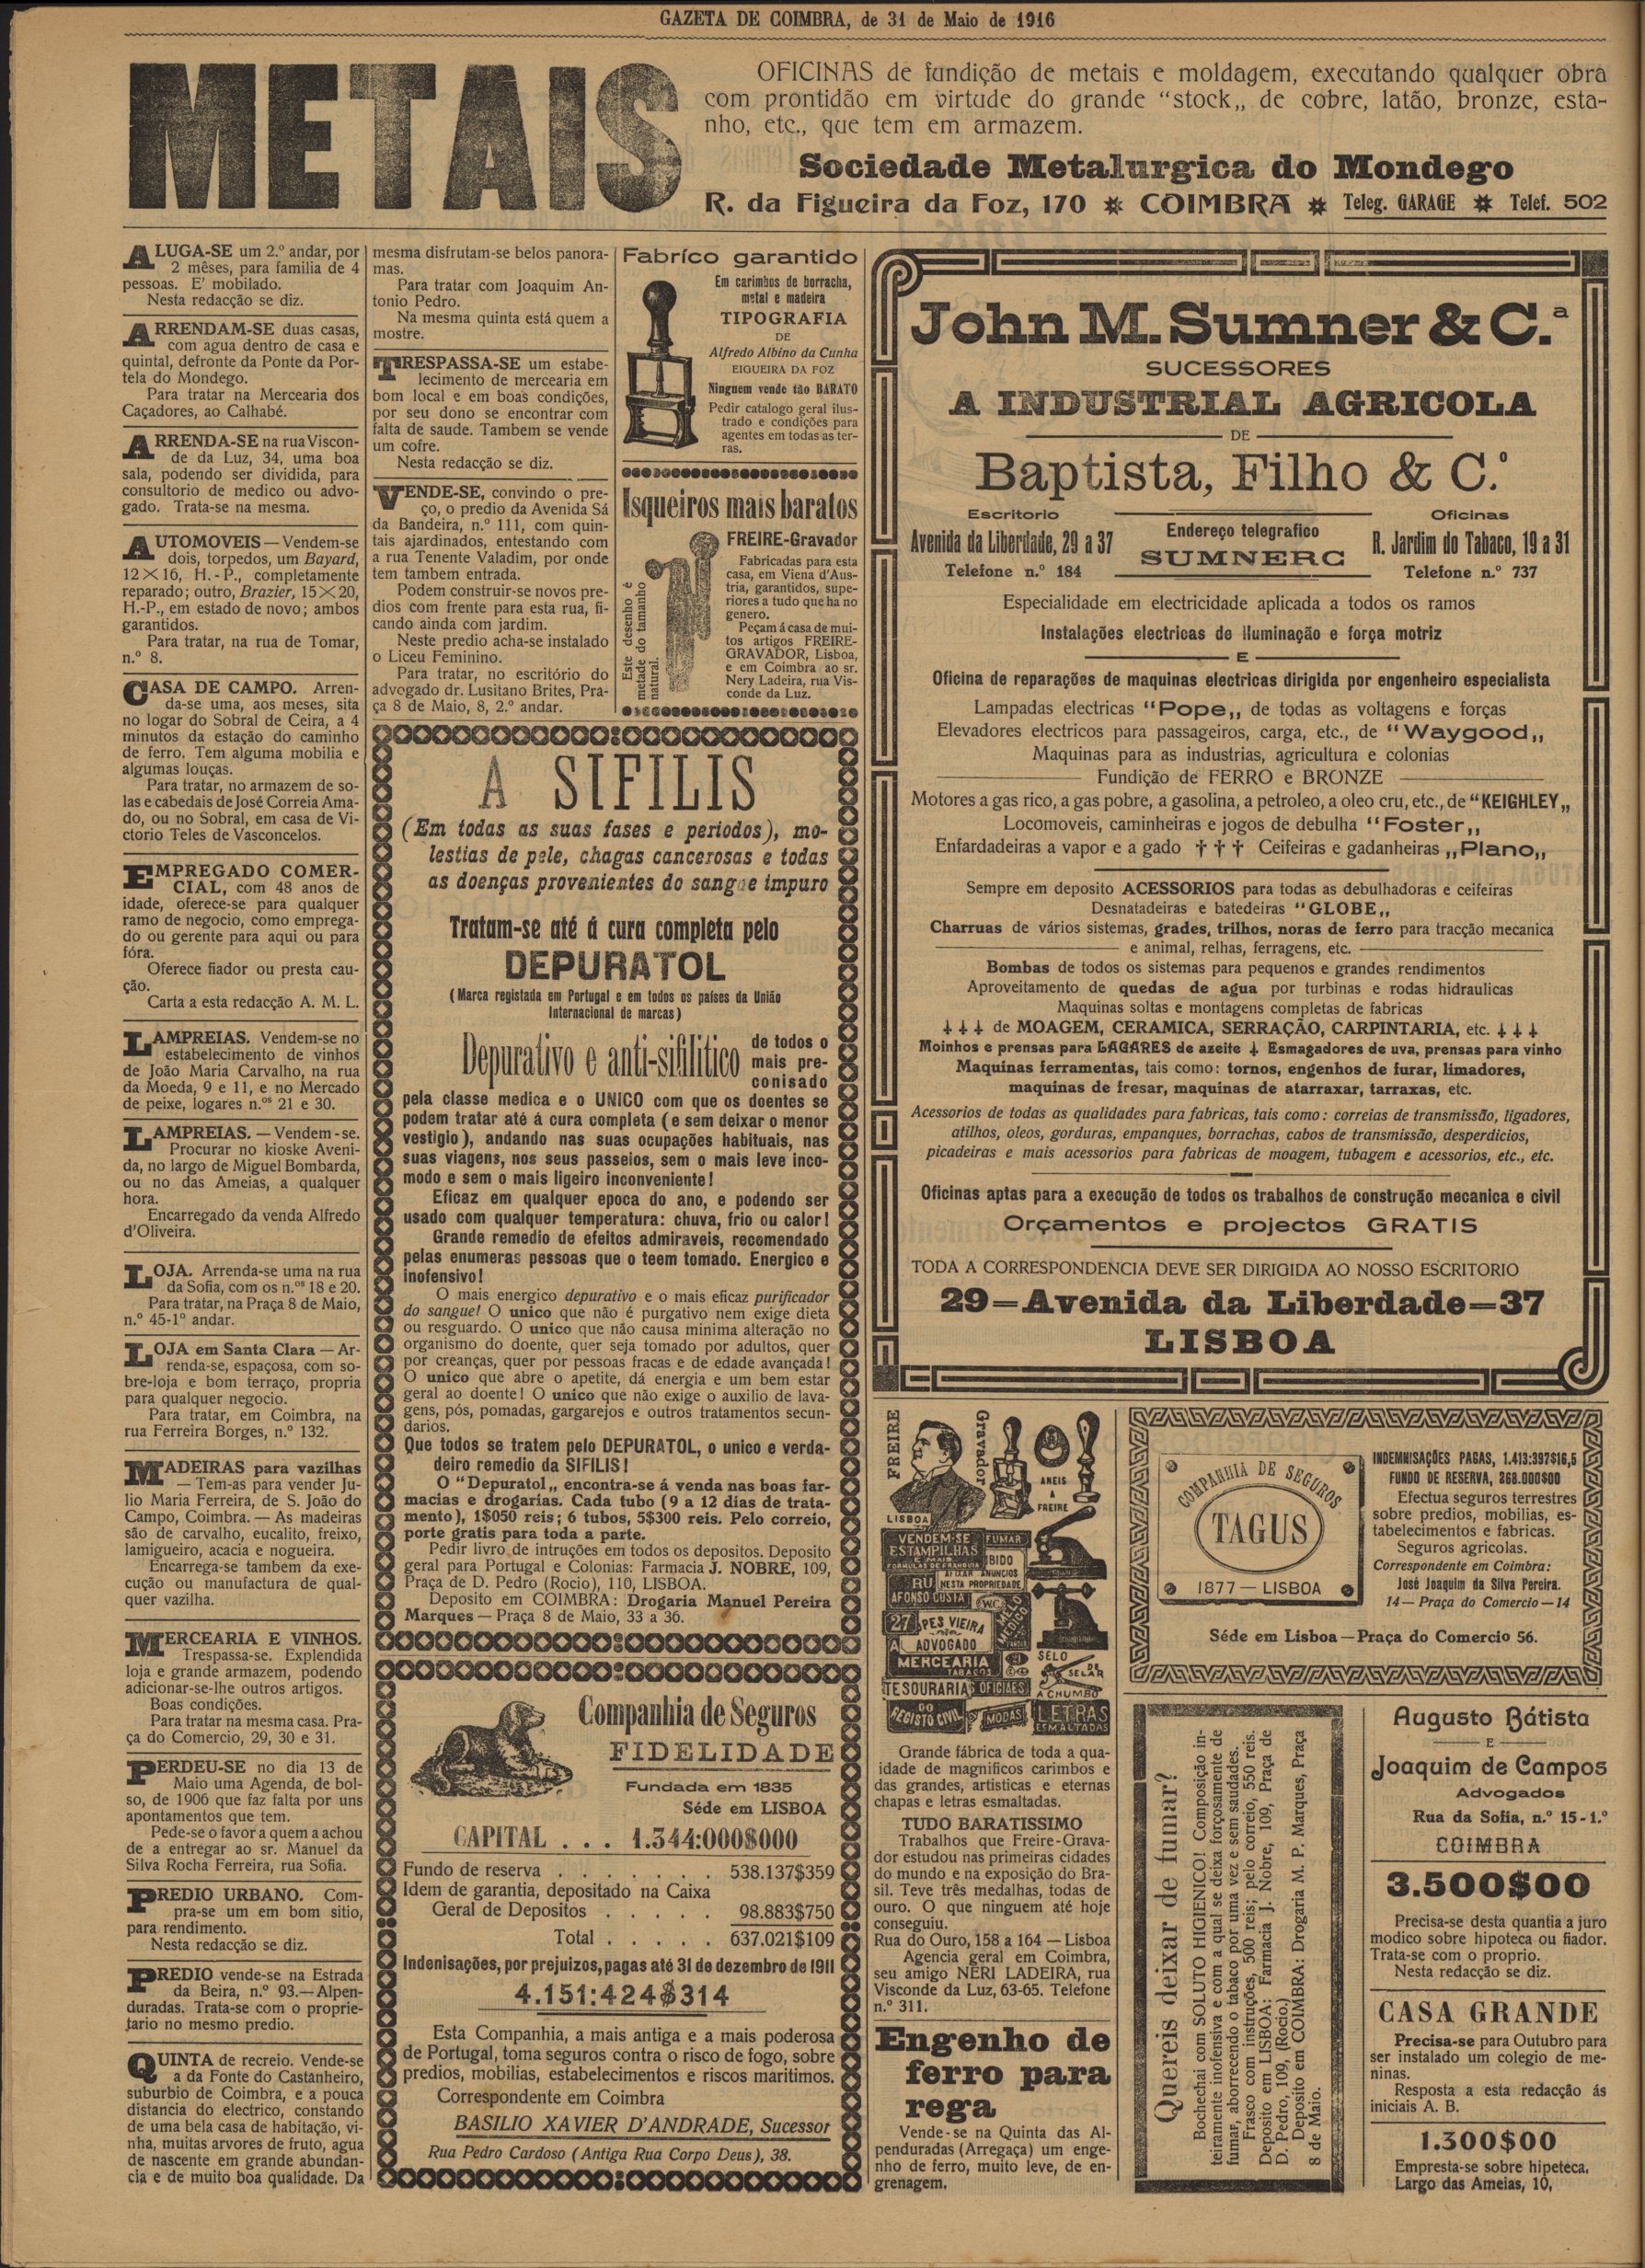 GAZETA DE COIMBRA, de 31 de Maio de 1916
METAIS
OFICINAS de fundição de metais e moldagem, executando qualquer obra
com prontidão em virtude do grande "stock,, de cobre, latão, bronze, esta-
nho, etc., que tem em armazem.
Sociedade Metalurgica do Mondego
R. da Figueira da Foz, 170 * COIMBRA * Teleg. GARAGE * Telef. 502
ALUGA-SE um 2.º andar, por
2 mêses, para familia de 4
pessoas. E' mobilado.
Nesta redacção se diz.
ARRENDAM-SE duas casas,
com agua dentro de casa e
quintal, defronte da Ponte da Por-
tela do Mondego.
Para tratar na Mercearia dos
Caçadores, ao Calhabé.
ARRENDA-SE na rua Viscon-
de da Luz, 34, uma boa
sala, podendo ser dividida, para
consultorio de medico ou advo-
gado. Trata-se na mesma.
AUTOMOVEIS — Vendem-se
dois, torpedos, um Bayard,
12×16, H.-P., completamente
reparado; outro, Brazier, 15×20,
H.-P., em estado de novo; ambos
garantidos.
Para tratar, na rua de Tomar,
n.º 8.
CASA DE CAMPO. Arren-
da-se uma, aos meses, sita
no logar do Sobral de Ceira, a 4
minutos da estação do caminho
de ferro. Tem alguma mobilia e
algumas louças.
Para tratar, no armazem de so-
las e cabedais de José Correia Ama-
do, ou no Sobral, em casa de Vi-
ctorio Teles de Vasconcelos.
EMPREGADO COMER-
CIAL, com 48 anos de
idade, oferece-se para qualquer
ramo de negocio, como emprega-
do ou gerente para aqui ou para
fóra.
Oferece fiador ou presta cau-
ção.
Carta a esta redacção A. M. L.
LAMPREIAS. Vendem-se no
estabelecimento de vinhos
de João Maria Carvalho, na rua
da Moeda, 9 e 11, e no Mercado
de peixe, logares n.os 21 e 30.
LAMPREIAS. — Vendem-se.
Procurar no kioske Aveni-
da, no largo de Miguel Bombarda,
ou no das Ameias, a qualquer
hora.
Encarregado da venda Alfredo
d'Oliveira.
LOJA. Arrenda-se uma na rua
da Sofia, com os n.os 18 e 20.
Para tratar, na Praça 8 de Maio,
n.º 45-1º andar.
LOJA em Santa Clara — Ar-
renda-se, espaçosa, com so-
bre-loja e bom terraço, propria
para qualquer negocio.
Para tratar, em Coimbra, na
rua Ferreira Borges, n.º 132.
MADEIRAS para vazilhas
— Tem-as para vender Ju-
lio Maria Ferreira, de S. João do
Campo, Coimbra. — As madeiras
são de carvalho, eucalito, freixo,
lamigueiro, acacia e nogueira.
Encarrega-se tambem da exe-
cução ou manufactura de qual-
quer vazilha.
MERCEARIA E VINHOS.
Trespassa-se. Explendida
loja e grande armazem, podendo
adicionar-se-lhe outros artigos.
Boas condições.
Para tratar na mesma casa. Pra-
ça do Comercio, 29, 30 e 31.
PERDEU-SE no dia 13 de
Maio uma Agenda, de bol-
so, de 1906 que faz falta por uns
apontamentos que tem.
Pede-se o favor a quem a achou
de a entregar ao sr. Manuel da
Silva Rocha Ferreira, rua Sofia.
PREDIO URBANO. Com-
pra-se um em bom sitio,
para rendimento.
Nesta redacção se diz.
PREDIO vende-se na Estrada
da Beira, n.º 93.—Alpen-
duradas. Trata-se com o proprie-
tario no mesmo predio.
QUINTA de recreio. Vende-se
a da Fonte do Castanheiro,
suburbio de Coimbra, e a pouca
distancia do electrico, constando
de uma bela casa de habitação, vi-
nha, muitas arvores de fruto, agua
de nascente em grande abundan-
cia e de muito boa qualidade. Da
mesma disfrutam-se belos panora-
mas.
Para tratar com Joaquim An-
tonio Pedro.
Na mesma quinta está quem a
mostre.
TRESPASSA-SE um estabe-
lecimento de mercearia em
bom local e em boas condições,
por seu dono se encontrar com
falta de saude. Tambem se vende
um cofre.
Nesta redacção se diz.
VENDE-SE, convindo o pre-
ço, o predio da Avenida Sá
da Bandeira, n.º 111, com quin-
tais ajardinados, entestando com
a rua Tenente Valadim, por onde
tem tambem entrada.
Podem construir-se novos pre-
dios com frente para esta rua, fi-
cando ainda com jardim.
Neste predio acha-se instalado
o Liceu Feminino.
Para tratar, no escritório do
advogado dr. Lusitano Brites, Pra-
ça 8 de Maio, 8, 2.º andar.
Fabríco garantido
Em carimbos de borracha,
metal e madeira
TIPOGRAFIA
DE
Alfredo Albino da Cunha
EIGUEIRA DA FOZ
Ninguem vende tão BARATO
Pedir catalogo geral ilus-
trado e condições para
agentes em todas as ter-
ras.
Isqueiros mais baratos
FREIRE-Gravador
Fabricadas para esta
casa, em Viena d'Aus-
tria, garantidos, supe-
riores a tudo que ha no
genero.
Peçam á casa de mui-
tos artigos FREIRE-
GRAVADOR, Lisboa,
e em Coimbra ao sr.
Nery Ladeira, rua Vis-
conde da Luz.
Este desenho é
metade do tamanho
natural.
A SIFILIS
(Em todas as suas fases e periodos), mo-
lestias de pele, chagas cancerosas e todas
as doenças provenientes do sangue impuro
Tratam-se até á cura completa pelo
DEPURATOL
(Marca registada em Portugal e em todos os países da União
Internacional de marcas)
Depurativo e anti-sifilitico
de todos o
mais pre-
conisado
pela classe medica e o UNICO com que os doentes se
podem tratar até á cura completa (e sem deixar o menor
vestigio), andando nas suas ocupações habituais, nas
suas viagens, nos seus passeios, sem o mais leve inco-
modo e sem o mais ligeiro inconveniente!
Eficaz em qualquer epoca do ano, e podendo ser
usado com qualquer temperatura: chuva, frio ou calor!
Grande remedio de efeitos admiraveis, recomendado
pelas enumeras pessoas que o teem tomado. Energico e
inofensivo!
O mais energico depurativo e o mais eficaz purificador
do sangue! O unico que não é purgativo nem exige dieta
ou resguardo. O unico que não causa minima alteração no
organismo do doente, quer seja tomado por adultos, quer
por creanças, quer por pessoas fracas e de edade avançada!
O unico que abre o apetite, dá energia e um bem estar
geral ao doente! O unico que não exige o auxilio de lava-
gens, pós, pomadas, gargarejos e outros tratamentos secun-
darios.
Que todos se tratem pelo DEPURATOL, o unico e verda-
deiro remedio da SIFILIS!
O "Depuratol,, encontra-se á venda nas boas far-
macias e drogarias. Cada tubo (9 a 12 dias de trata-
mento), 1$050 reis; 6 tubos, 5$300 reis. Pelo correio,
porte gratis para toda a parte.
Pedir livro de intruções em todos os depositos. Deposito
geral para Portugal e Colonias: Farmacia J. NOBRE, 109,
Praça de D. Pedro (Rocio), 110, LISBOA.
Deposito em COIMBRA: Drogaria Manuel Pereira
Marques — Praça 8 de Maio, 33 a 36.
Companhia de Seguros
FIDELIDADE
Fundada em 1835
Séde em LISBOA
CAPITAL . . . 1.344:000$000
Fundo de reserva . . . . . . . 538.137$359
Idem de garantia, depositado na Caixa
Geral de Depositos . . . . . 98.883$750
Total . . . . . 637.021$109
Indenisações, por prejuizos, pagas até 31 de dezembro de 1911
4.151:424$314
Esta Companhia, a mais antiga e a mais poderosa
de Portugal, toma seguros contra o risco de fogo, sobre
predios, mobilias, estabelecimentos e riscos maritimos.
Correspondente em Coimbra
BASILIO XAVIER D'ANDRADE, Sucessor
Rua Pedro Cardoso (Antiga Rua Corpo Deus), 38.
John M. Sumner & C.ª
SUCESSORES
A INDUSTRIAL AGRICOLA
DE
Baptista, Filho & C.º
Escritorio
Avenida da Liberdade, 29 a 37
Telefone n.º 184
Endereço telegrafico
SUMNERC
Oficinas
R. Jardim do Tabaco, 19 a 31
Telefone n.º 737
Especialidade em electricidade aplicada a todos os ramos
Instalações electricas de iluminação e força motriz
E
Oficina de reparações de maquinas electricas dirigida por engenheiro especialista
Lampadas electricas "Pope,, de todas as voltagens e forças
Elevadores electricos para passageiros, carga, etc., de "Waygood,,
Maquinas para as industrias, agricultura e colonias
Fundição de FERRO e BRONZE
Motores a gas rico, a gas pobre, a gasolina, a petroleo, a oleo cru, etc., de "KEIGHLEY,,
Locomoveis, caminheiras e jogos de debulha "Foster,,
Enfardadeiras a vapor e a gado ††† Ceifeiras e gadanheiras ,,Plano,,
Sempre em deposito ACESSORIOS para todas as debulhadoras e ceifeiras
Desnatadeiras e batedeiras "GLOBE,,
Charruas de vários sistemas, grades, trilhos, noras de ferro para tracção mecanica
e animal, relhas, ferragens, etc.
Bombas de todos os sistemas para pequenos e grandes rendimentos
Aproveitamento de quedas de agua por turbinas e rodas hidraulicas
Maquinas soltas e montagens completas de fabricas
de MOAGEM, CERAMICA, SERRAÇÃO, CARPINTARIA, etc.
Moinhos e prensas para LAGARES de azeite Esmagadores de uva, prensas para vinho
Maquinas ferramentas, tais como: tornos, engenhos de furar, limadores,
maquinas de fresar, maquinas de atarraxar, tarraxas, etc.
Acessorios de todas as qualidades para fabricas, tais como: correias de transmissão, ligadores,
atilhos, oleos, gorduras, empanques, borrachas, cabos de transmissão, desperdicios,
picadeiras e mais acessorios para fabricas de moagem, tubagem e acessorios, etc., etc.
Oficinas aptas para a execução de todos os trabalhos de construção mecanica e civil
Orçamentos e projectos GRATIS
TODA A CORRESPONDENCIA DEVE SER DIRIGIDA AO NOSSO ESCRITORIO
29—Avenida da Liberdade—37
LISBOA
FREIRE
Gravador
LISBOA
ANEIS
A
FREIRE
VENDEM-SE
ESTAMPILHAS
E MAIS
FORMULAS DE FRANQUIA
FUMAR
BIDO
AFIXAR ANUNCIOS
NESTA PROPRIEDADE
RU
AFONSO COSTA
WC
MEDICO
27
PES VIEIRA
ADVOGADO
MERCEARIA
TABACOS
SELO
DE
SELAR
A CHUMBO
TESOURARIA
OFICIAES
DO
REGISTO CIVIL
MODAS
LETRAS
ESMALTADAS
Grande fábrica de toda a qua-
idade de magnificos carimbos e
das grandes, artisticas e eternas
chapas e letras esmaltadas.
TUDO BARATISSIMO
Trabalhos que Freire-Grava-
dor estudou nas primeiras cidades
do mundo e na exposição do Bra-
sil. Teve três medalhas, todas de
ouro. O que ninguem até hoje
conseguiu.
Rua do Ouro, 158 a 164 — Lisboa
Agencia geral em Coimbra,
seu amigo NERI LADEIRA, rua
Visconde da Luz, 63-65. Telefone
n.º 311.
Engenho de
ferro para
rega
Vende-se na Quinta das Al-
penduradas (Arregaça) um enge-
nho de ferro, muito leve, de en-
grenagem.
COMPANHIA DE SEGUROS
TAGUS
1877 — LISBOA
INDEMNISAÇÕES PAGAS, 1.413:397$16,5
FUNDO DE RESERVA, 268.000$00
Efectua seguros terrestres
sobre predios, mobilias, es-
tabelecimentos e fabricas.
Seguros agricolas.
Correspondente em Coimbra:
José Joaquim da Silva Pereira.
14—Praça do Comercio—14
Séde em Lisboa—Praça do Comercio 56.
Quereis deixar de fumar?
Bochechai com SOLUTO HIGIENICO! Composição in-
teiramente inofensiva e com a qual se deixa forçosamente de
fumar, aborrecendo o tabaco por uma vez e sem saudades.
Frasco com instruções, 500 reis; pelo correio, 550 reis.
Deposito em LISBOA: Farmacia J. Nobre, 109, Praça de
D. Pedro, 109, (Rocio.)
Deposito em COIMBRA: Drogaria M. P. Marques, Praça
8 de Maio.
Augusto Bátista
E
Joaquim de Campos
Advogados
Rua da Sofia, n.º 15-1.º
COIMBRA
3.500$00
Precisa-se desta quantia a juro
modico sobre hipoteca ou fiador.
Trata-se com o proprio.
Nesta redacção se diz.
CASA GRANDE
Precisa-se para Outubro para
ser instalado um colegio de me-
ninas.
Resposta a esta redacção ás
iniciais A. B.
1.300$00
Empresta-se sobre hipeteca.
Largo das Ameias, 10,